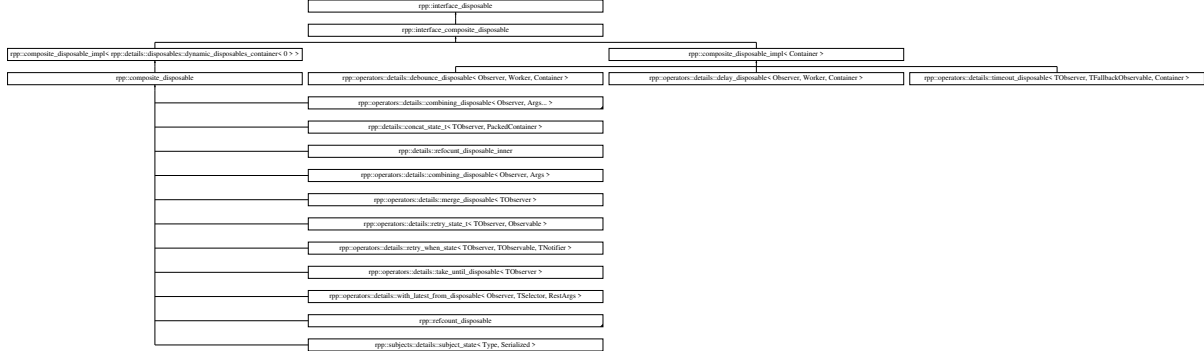 rpp::interface_disposable
rpp::interface_composite_disposable
rpp::composite_disposable_impl< rpp::details::disposables::dynamic_disposables_container< 0 > >
rpp::composite_disposable_impl< Container >
rpp::composite_disposable
rpp::operators::details::debounce_disposable< Observer, Worker, Container >
rpp::operators::details::delay_disposable< Observer, Worker, Container >
rpp::operators::details::timeout_disposable< TObserver, TFallbackObservable, Container >
rpp::operators::details::combining_disposable< Observer, Args... >
rpp::details::concat_state_t< TObserver, PackedContainer >
rpp::details::refocunt_disposable_inner
rpp::operators::details::combining_disposable< Observer, Args >
rpp::operators::details::merge_disposable< TObserver >
rpp::operators::details::retry_state_t< TObserver, Observable >
rpp::operators::details::retry_when_state< TObserver, TObservable, TNotifier >
rpp::operators::details::take_until_disposable< TObserver >
rpp::operators::details::with_latest_from_disposable< Observer, TSelector, RestArgs >
rpp::refcount_disposable
rpp::subjects::details::subject_state< Type, Serialized >